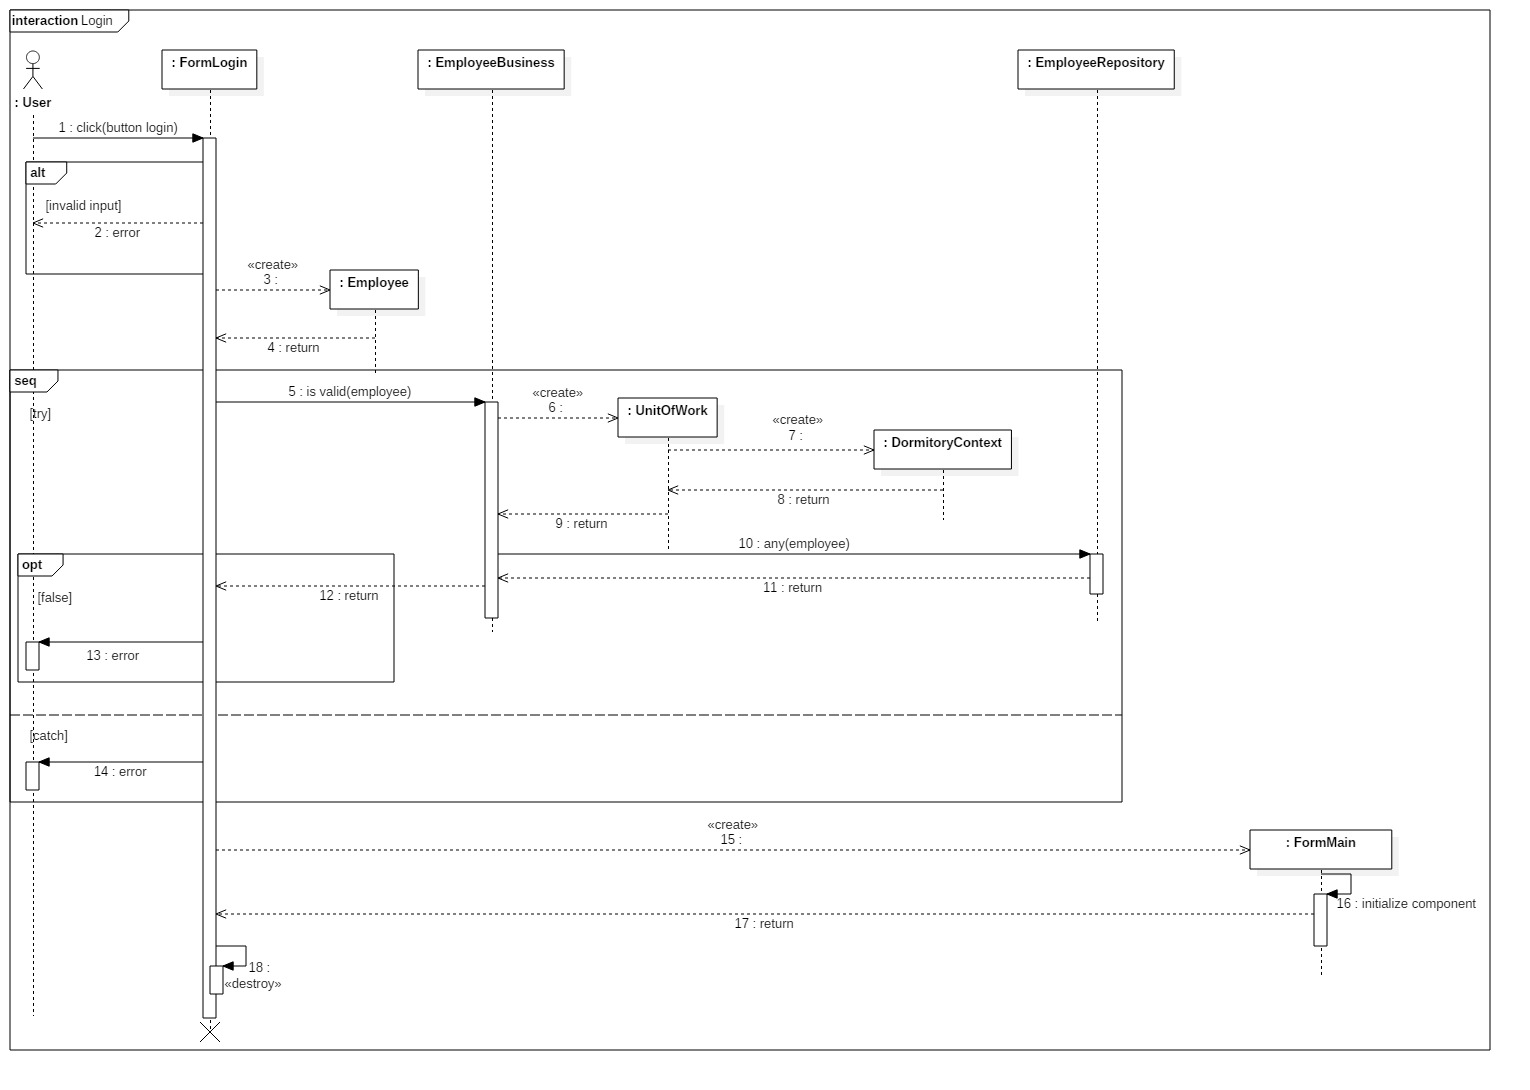 interaction Login
: FormLogin
: EmployeeBusiness
: EmployeeRepository
: User
1 : click(button login)
alt
[invalid input]
2 : error
«create»
3 :
: Employee
4 : return
seq
[try]
5 : is valid(employee)
«create»
6 :
: UnitOfWork
«create»
7 :
: DormitoryContext
8 : return
9 : return
10 : any(employee)
opt
11 : return
12 : return
[false]
13 : error
[catch]
14 : error
«create»
15 :
: FormMain
16 : initialize component
17 : return
18 :
«destroy»